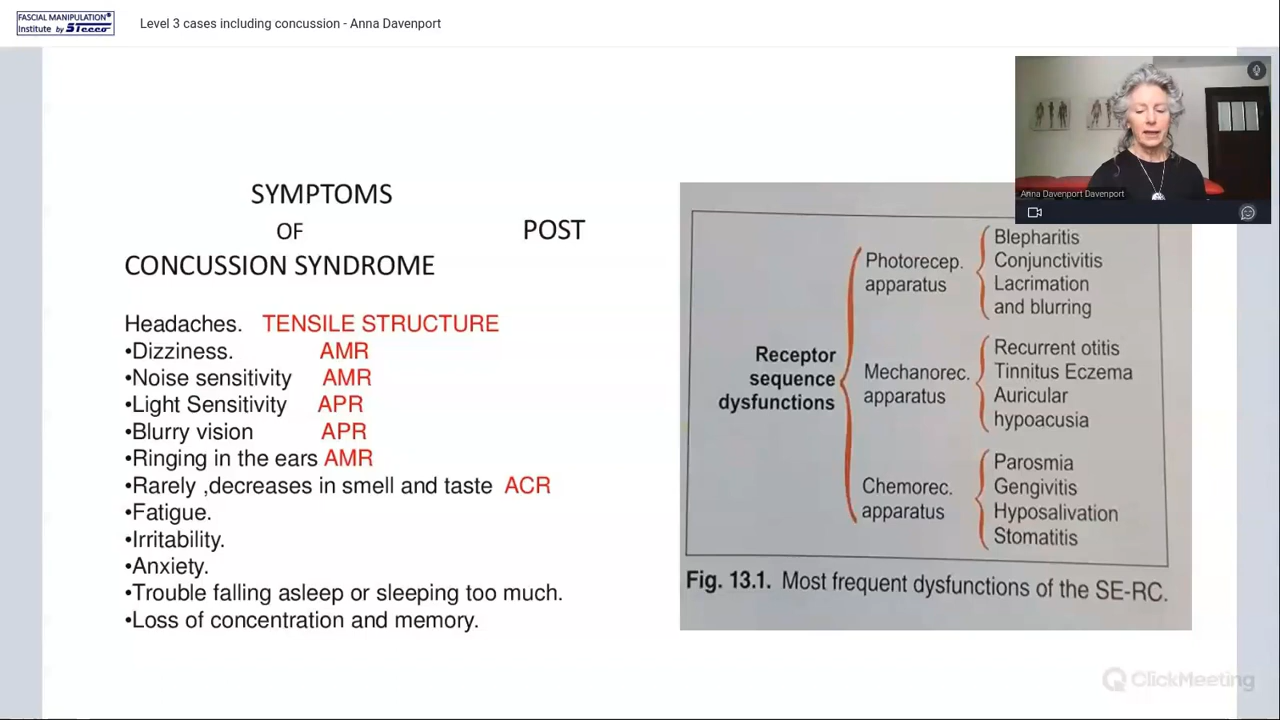 FASCIAL MANIPULATION®
Institute by Stecco
Level 3 cases including concussion - Anna Davenport
Anna Davenport Davenport
SYMPTOMS
OF POST
CONCUSSION SYNDROME
Headaches. TENSILE STRUCTURE
•Dizziness. AMR
•Noise sensitivity AMR
•Light Sensitivity APR
•Blurry vision APR
•Ringing in the ears AMR
•Rarely ,decreases in smell and taste ACR
•Fatigue.
•Irritability.
•Anxiety.
•Trouble falling asleep or sleeping too much.
•Loss of concentration and memory.
Receptor
sequence
dysfunctions
Photorecep.
apparatus
Blepharitis
Conjunctivitis
Lacrimation
and blurring
Mechanorec.
apparatus
Recurrent otitis
Tinnitus Eczema
Auricular
hypoacusia
Chemorec.
apparatus
Parosmia
Gengivitis
Hyposalivation
Stomatitis
Fig. 13.1. Most frequent dysfunctions of the SE-RC.
ClickMeeting